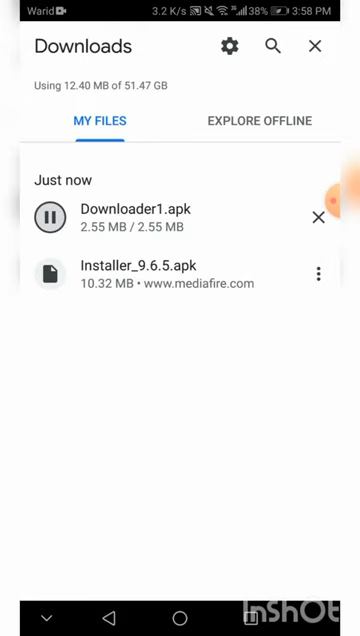 Warid 3.2 K/s 38% 3:58 PM
Downloads
Using 12.40 MB of 51.47 GB
MY FILES EXPLORE OFFLINE
Just now
Downloader1.apk
2.55 MB / 2.55 MB
Installer_9.6.5.apk
10.32 MB • www.mediafire.com
InShOt